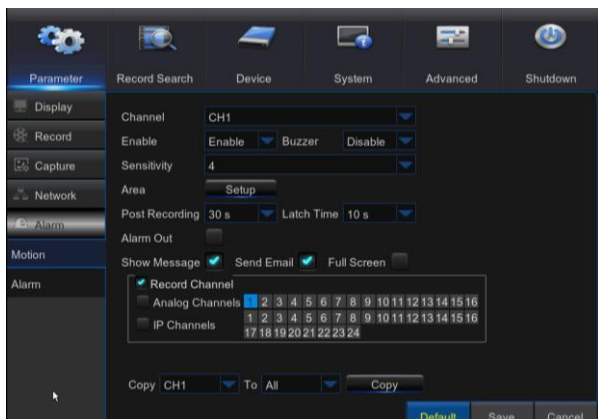 Parameter Record Search Device System Advanced Shutdown
Display
Record
Capture
Network
Alarm
Motion
Alarm
Channel CH1
Enable Enable Buzzer Disable
Sensitivity 4
Area Setup
Post Recording 30 s Latch Time 10 s
Alarm Out
Show Message Send Email Full Screen
Record Channel
Analog Channels 1 2 3 4 5 6 7 8 9 10 11 12 13 14 15 16
IP Channels 1 2 3 4 5 6 7 8 9 10 11 12 13 14 15 16
17 18 19 20 21 22 23 24
Copy CH1 To All Copy
Default Save Cancel